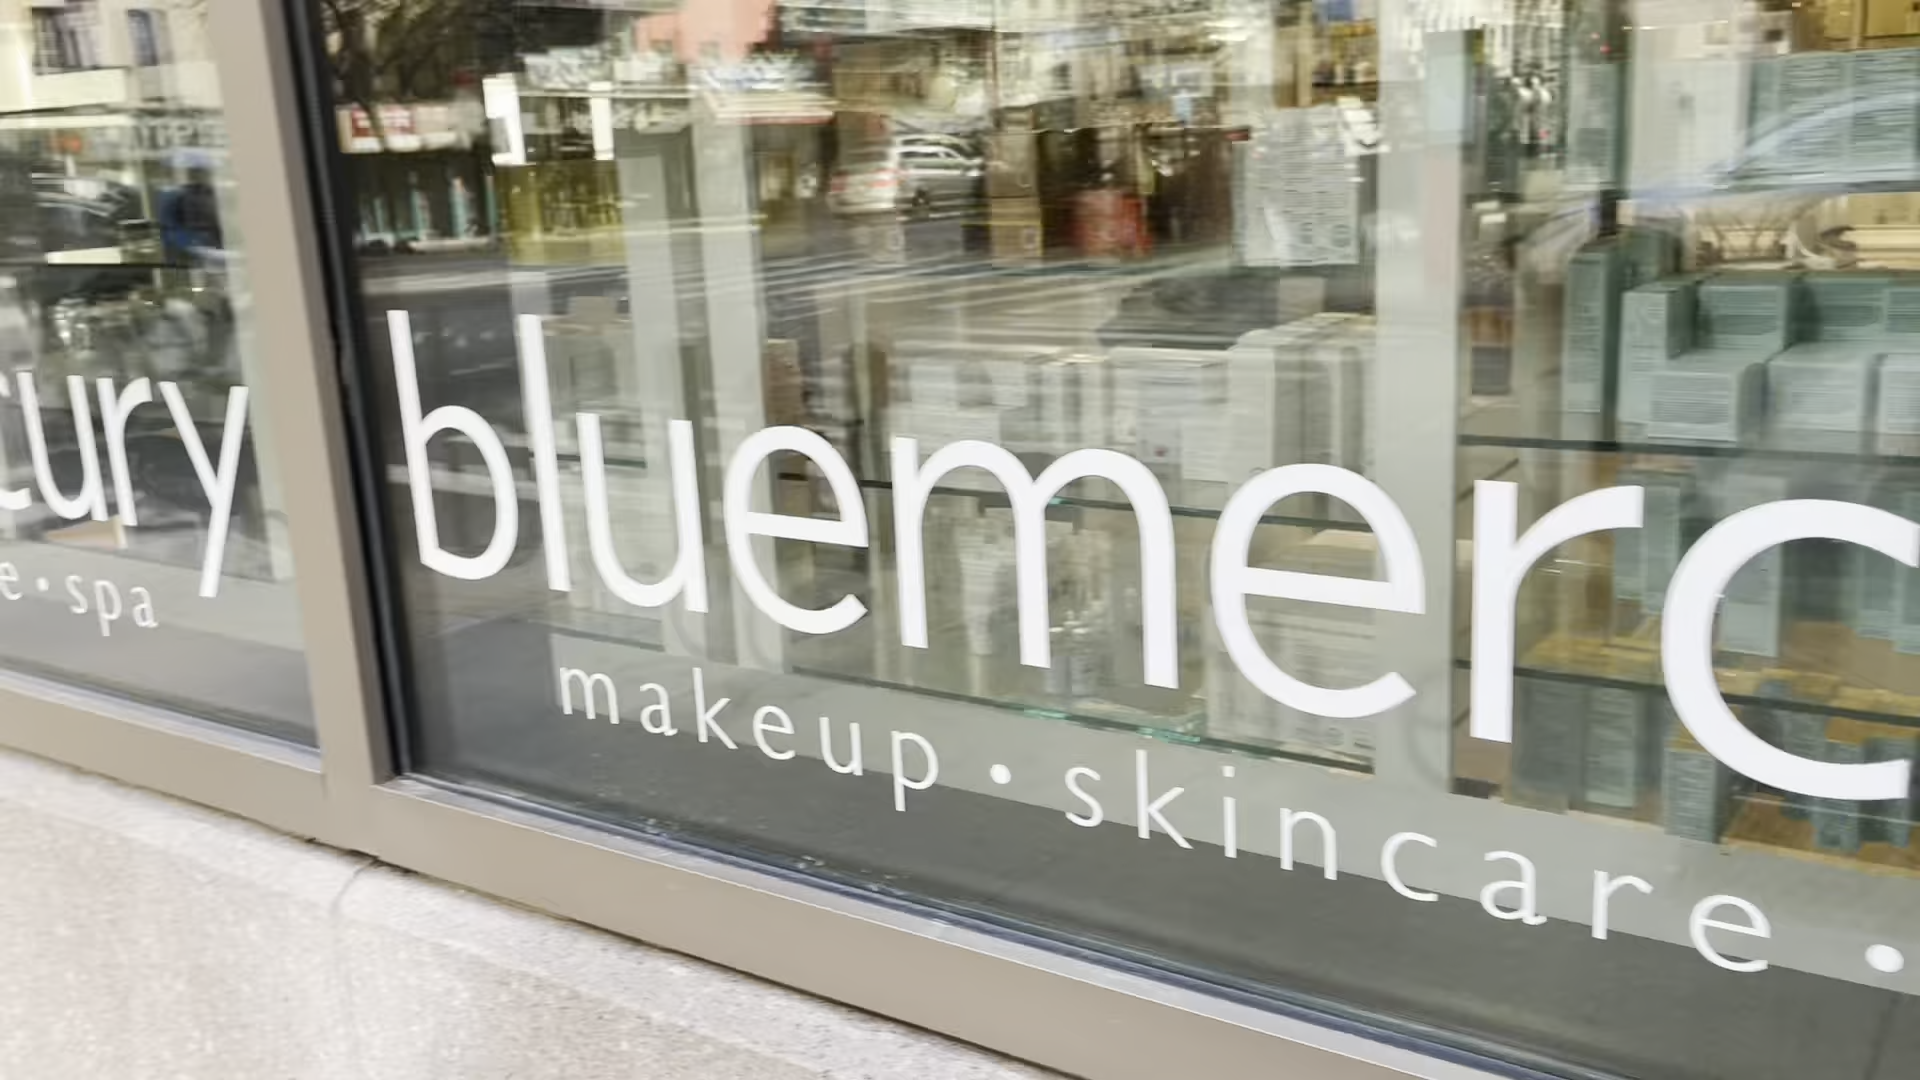 cury
e • spa
bluemerc
makeup • skincare •